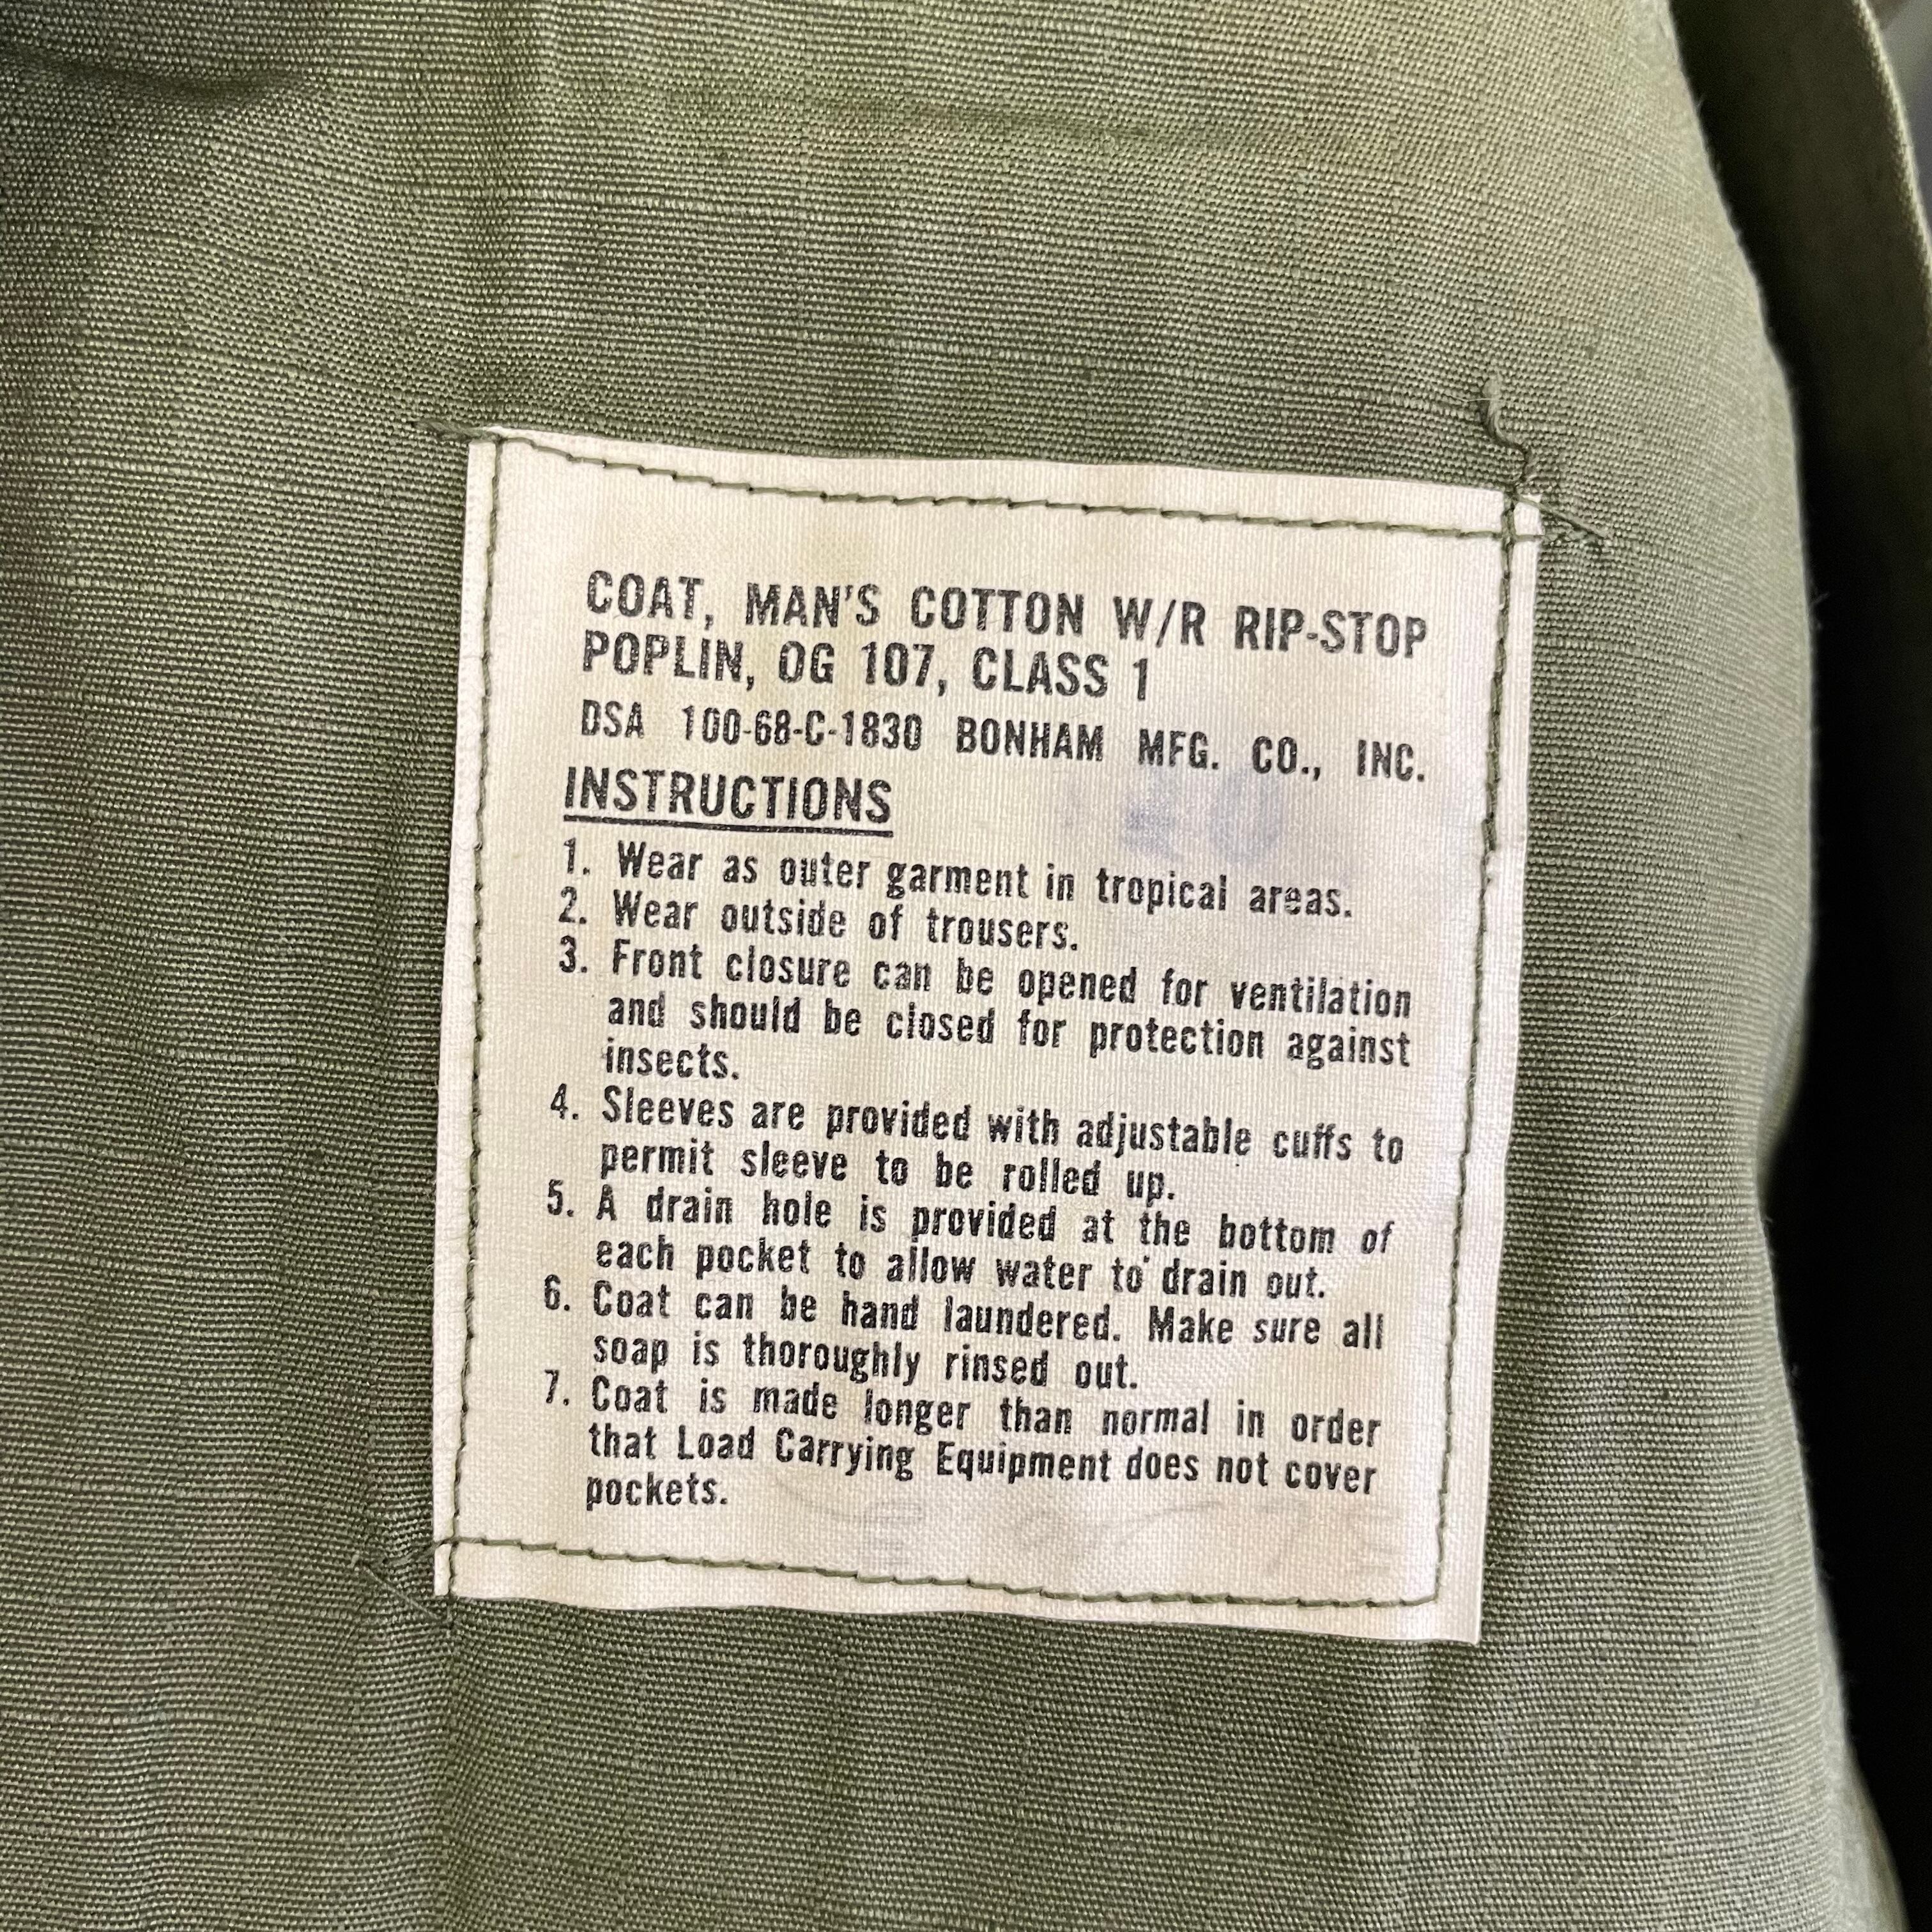 COAT, MAN'S COTTON W/R RIP-STOP
POPLIN, OG 107, CLASS 1
DSA 100-68-C-1830 BONHAM MFG. CO., INC.
INSTRUCTIONS
1. Wear as outer garment in tropical areas.
2. Wear outside of trousers.
3. Front closure can be opened for ventilation
and should be closed for protection against
insects.
4. Sleeves are provided with adjustable cuffs to
permit sleeve to be rolled up.
5. A drain hole is provided at the bottom of
each pocket to allow water to drain out.
6. Coat can be hand laundered. Make sure all
soap is thoroughly rinsed out.
7. Coat is made longer than normal in order
that Load Carrying Equipment does not cover
pockets.